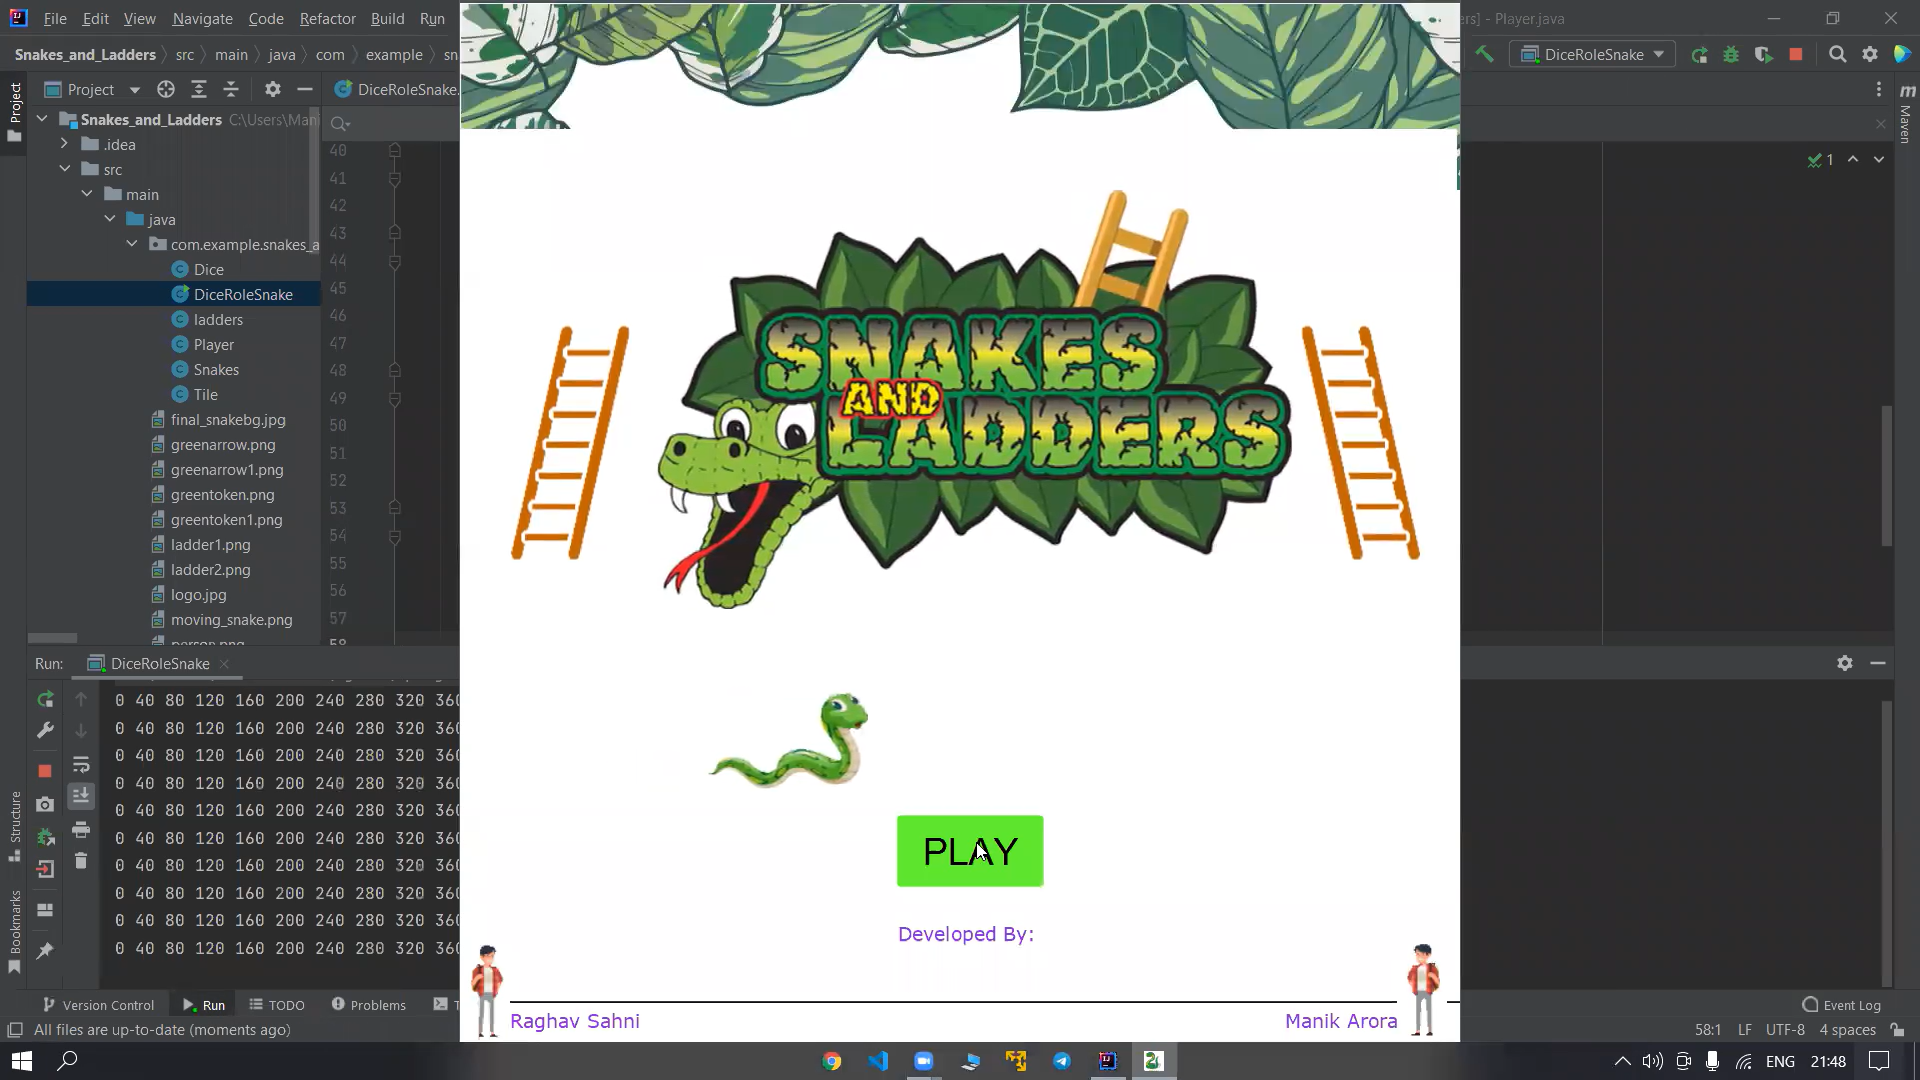 File Edit View Navigate Code Refactor Build Run
- Player.java
Snakes_and_Ladders src main java com example
DiceRoleSnake
Project
DiceRoleSnake.
Project
Maven
Snakes_and_Ladders
.idea
src
main
java
com.example.snakes_a
Dice
DiceRoleSnake
ladders
Player
Snakes
Tile
final_snakebg.jpg
greenarrow.png
greenarrow1.png
greentoken.png
greentoken1.png
ladder1.png
ladder2.png
logo.jpg
moving_snake.png
40
41
42
43
44
45
46
47
48
49
50
51
52
53
54
55
56
57
58
1
SNAKES
AND
LADDERS
PLAY
Developed By:
Raghav Sahni
Manik Arora
Run: DiceRoleSnake
0 40 80 120 160 200 240 280 320 360
0 40 80 120 160 200 240 280 320 360
0 40 80 120 160 200 240 280 320 360
0 40 80 120 160 200 240 280 320 360
0 40 80 120 160 200 240 280 320 360
0 40 80 120 160 200 240 280 320 360
0 40 80 120 160 200 240 280 320 360
0 40 80 120 160 200 240 280 320 360
0 40 80 120 160 200 240 280 320 360
0 40 80 120 160 200 240 280 320 360
Structure
Bookmarks
Version Control Run TODO Problems
Event Log
All files are up-to-date (moments ago)
58:1 LF UTF-8 4 spaces
ENG 21:48